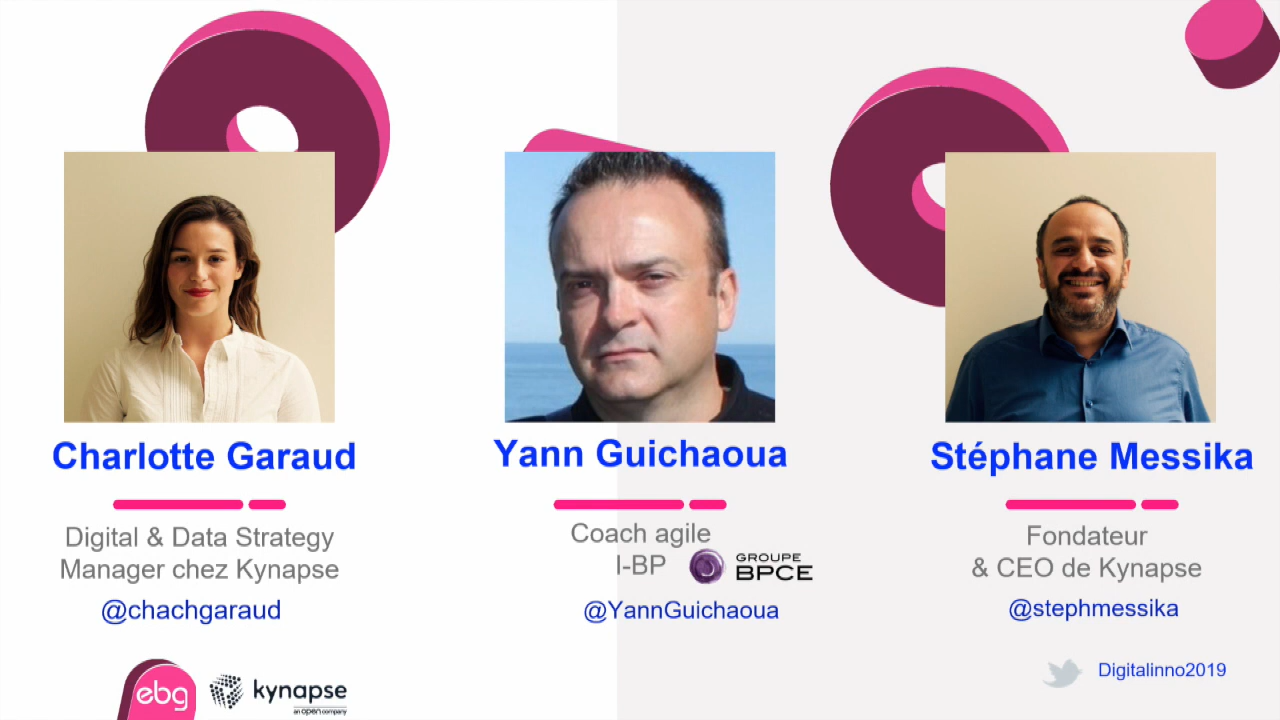 Charlotte Garaud
Digital & Data Strategy
Manager chez Kynapse
@chachgaraud
Yann Guichaoua
Coach agile
I-BP
GROUPE
BPCE
@YannGuichaoua
Stéphane Messika
Fondateur
& CEO de Kynapse
@stephmessika
ebg
kynapse
an open company
Digitalinno2019